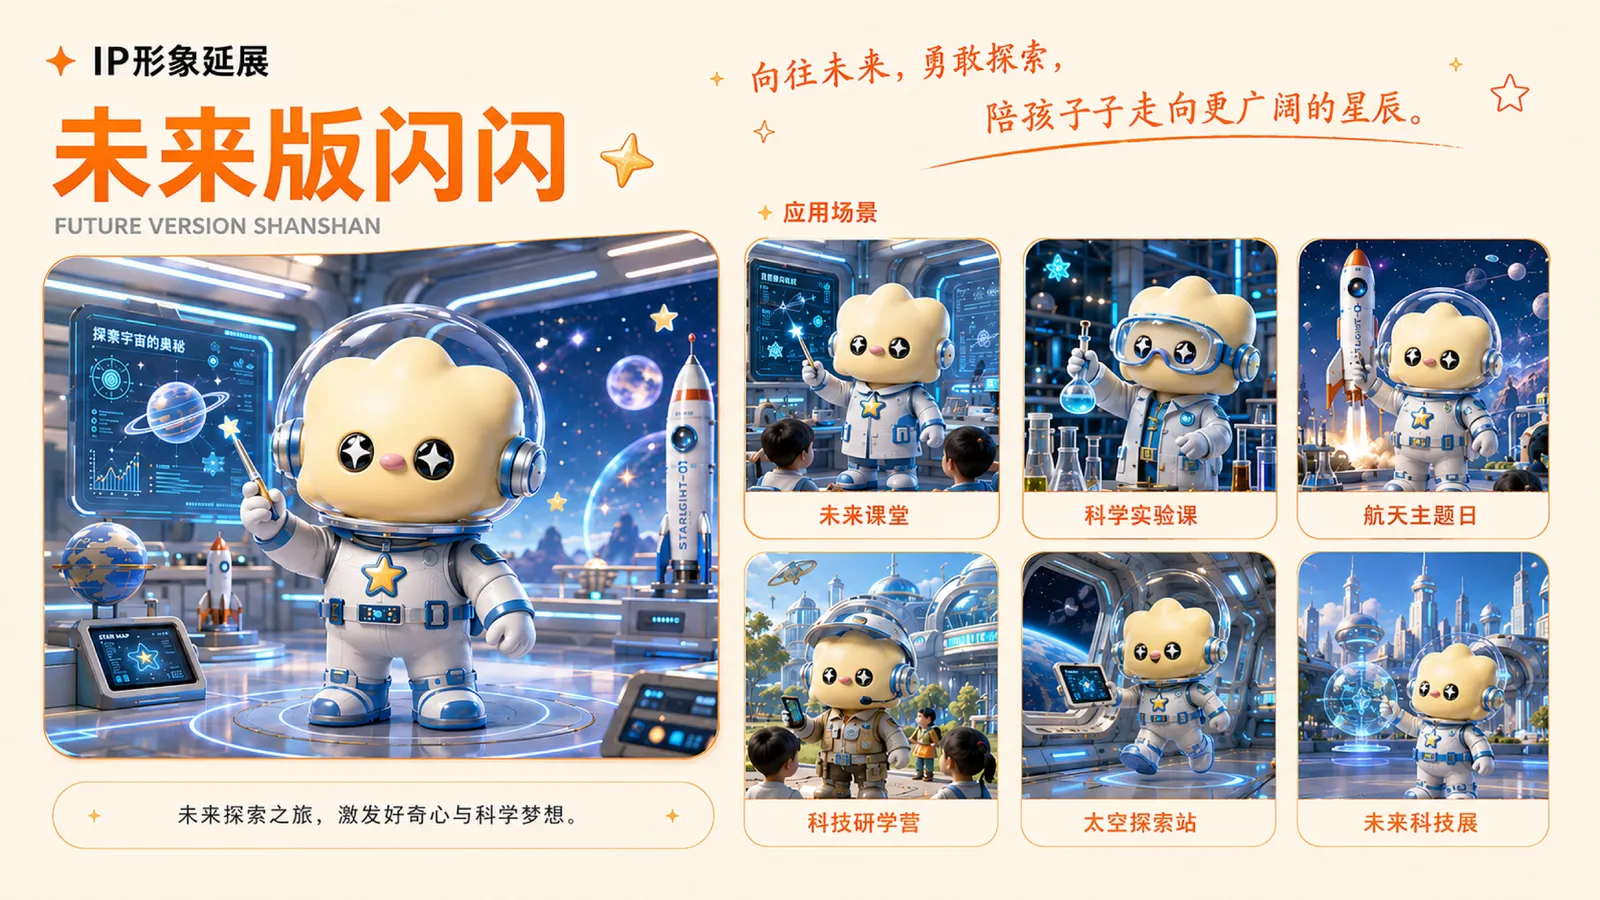 IP形象延展
未来版闪闪
FUTURE VERSION SHANSHAN
向往未来，勇敢探索，
陪孩子子走向更广阔的星辰。
应用场景
探索宇宙的奥秘
STAR MAP
STARLIGHT-01
未来探索之旅，激发好奇心与科学梦想。
未来课堂
科学实验课
航天主题日
科技研学营
太空探索站
未来科技展